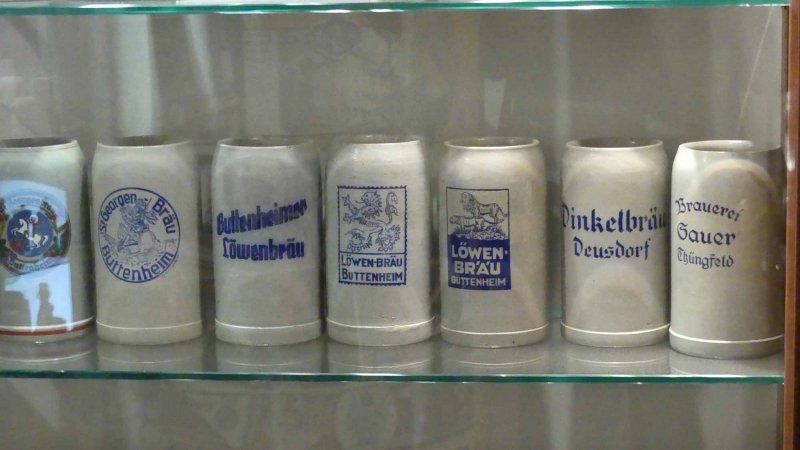 St. Georgen Bräu
Buttenheim
Buttenheimer
Löwenbräu
LÖWEN-BRÄU
BUTTENHEIM
LÖWEN-
BRÄU
BUTTENHEIM
Dinkelbräu
Deusdorf
Brauerei
Sauer
Thüngfeld